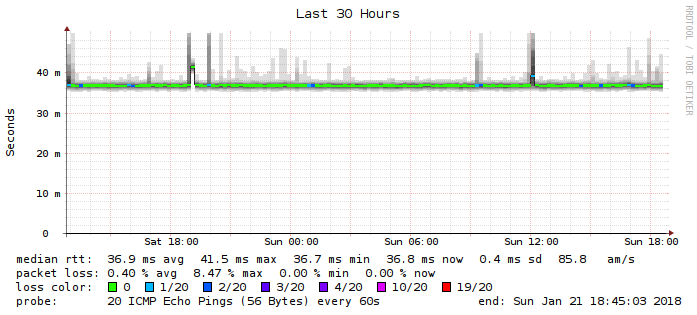 Last 30 Hours
RRDTOOL / TOBI OETIKER
Seconds
40 m
30 m
20 m
10 m
0
Sat 18:00 Sun 00:00 Sun 06:00 Sun 12:00 Sun 18:00
median rtt: 36.9 ms avg 41.5 ms max 36.7 ms min 36.8 ms now 0.4 ms sd 85.8 am/s
packet loss: 0.40 % avg 8.47 % max 0.00 % min 0.00 % now
loss color: 0 1/20 2/20 3/20 4/20 10/20 19/20
probe: 20 ICMP Echo Pings (56 Bytes) every 60s end: Sun Jan 21 18:45:03 2018